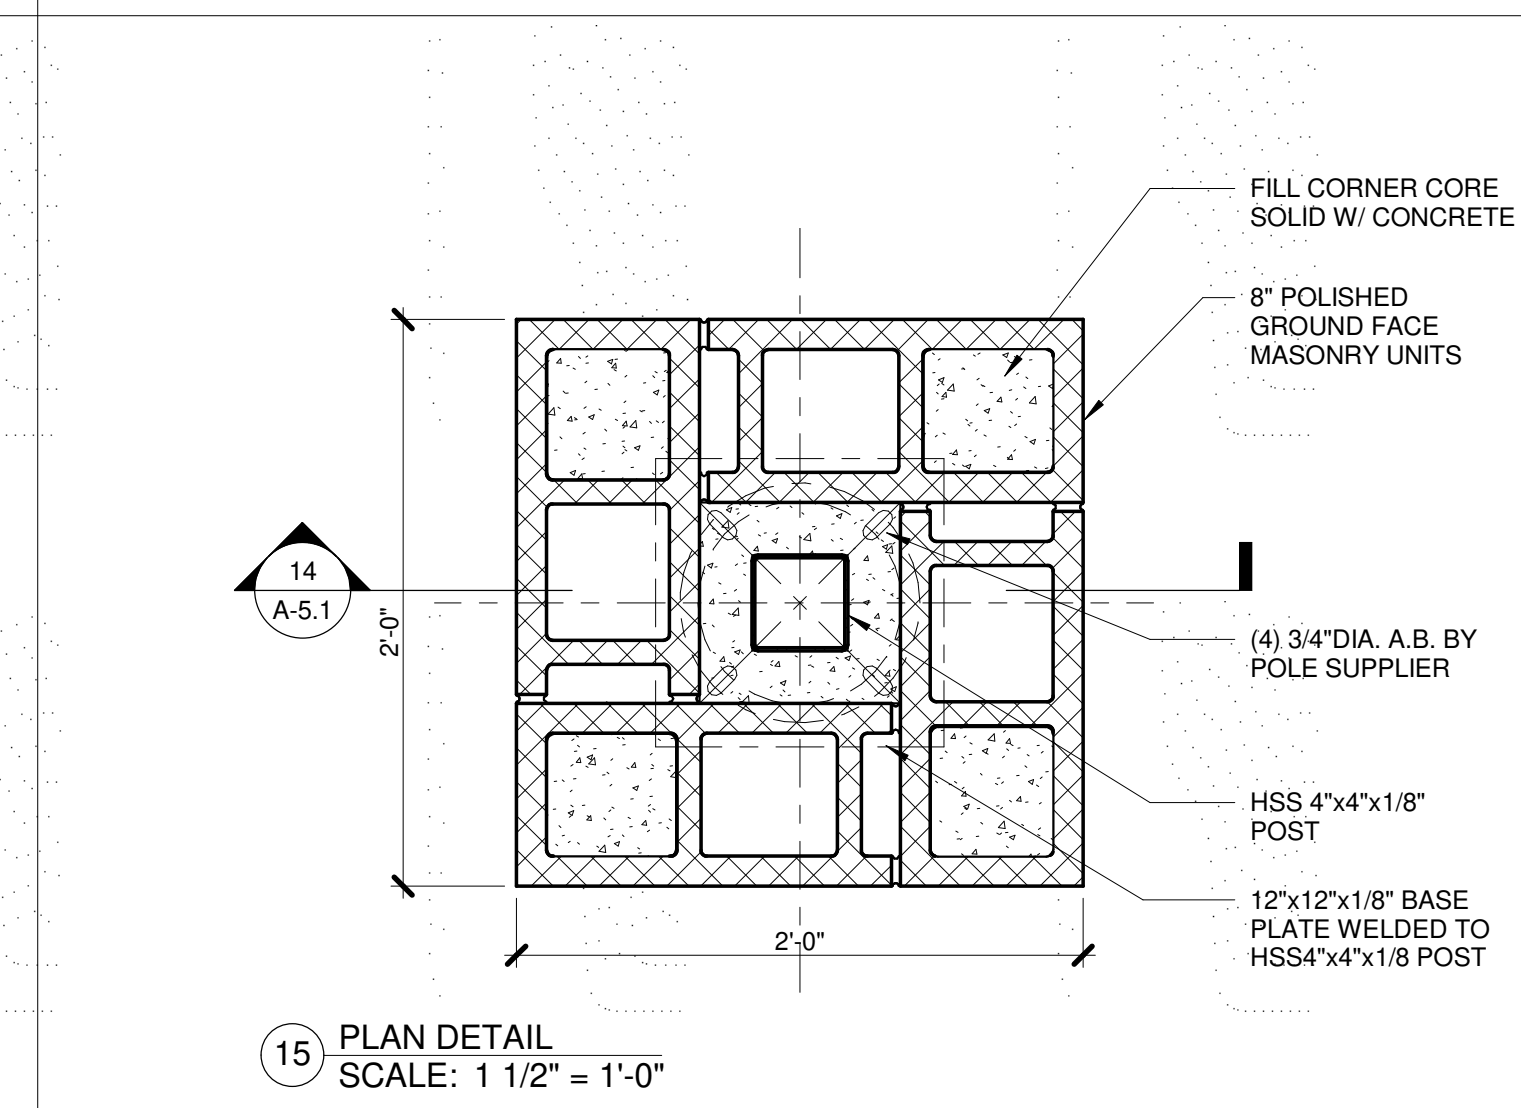 FILL CORNER CORE
SOLID W/ CONCRETE
8" POLISHED
GROUND FACE
MASONRY UNITS
14
A-5.1
2'-0"
(4) 3/4"DIA. A.B. BY
POLE SUPPLIER
HSS 4"x4"x1/8"
POST
12"x12"x1/8" BASE
PLATE WELDED TO
HSS4"x4"x1/8 POST
2'-0"
15
PLAN DETAIL
SCALE: 1 1/2" = 1'-0"